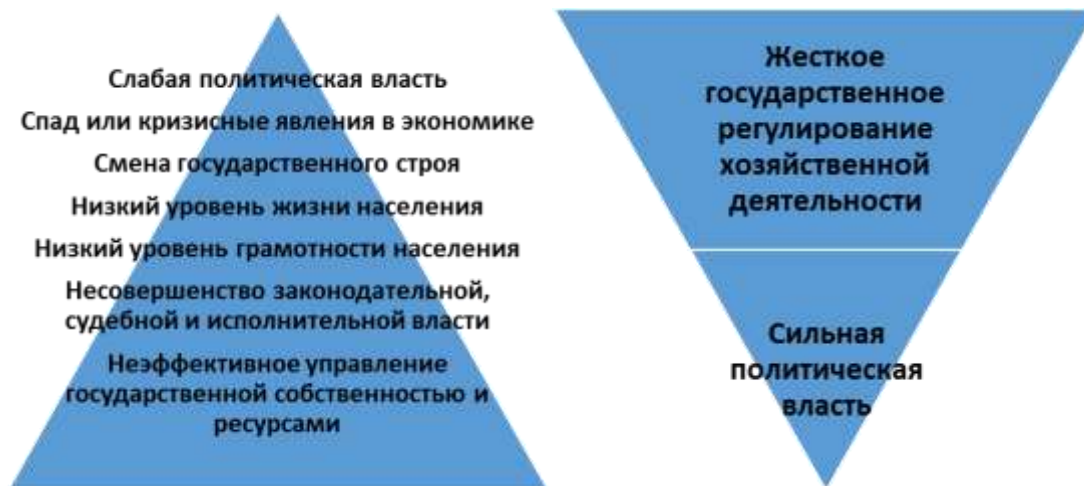 Слабая политическая власть
Спад или кризисные явления в экономике
Смена государственного строя
Низкий уровень жизни населения
Низкий уровень грамотности населения
Несовершенство законодательной,
судебной и исполнительной власти
Неэффективное управление
государственной собственностью и
ресурсами
Жесткое
государственное
регулирование
хозяйственной
деятельности
Сильная
политическая
власть